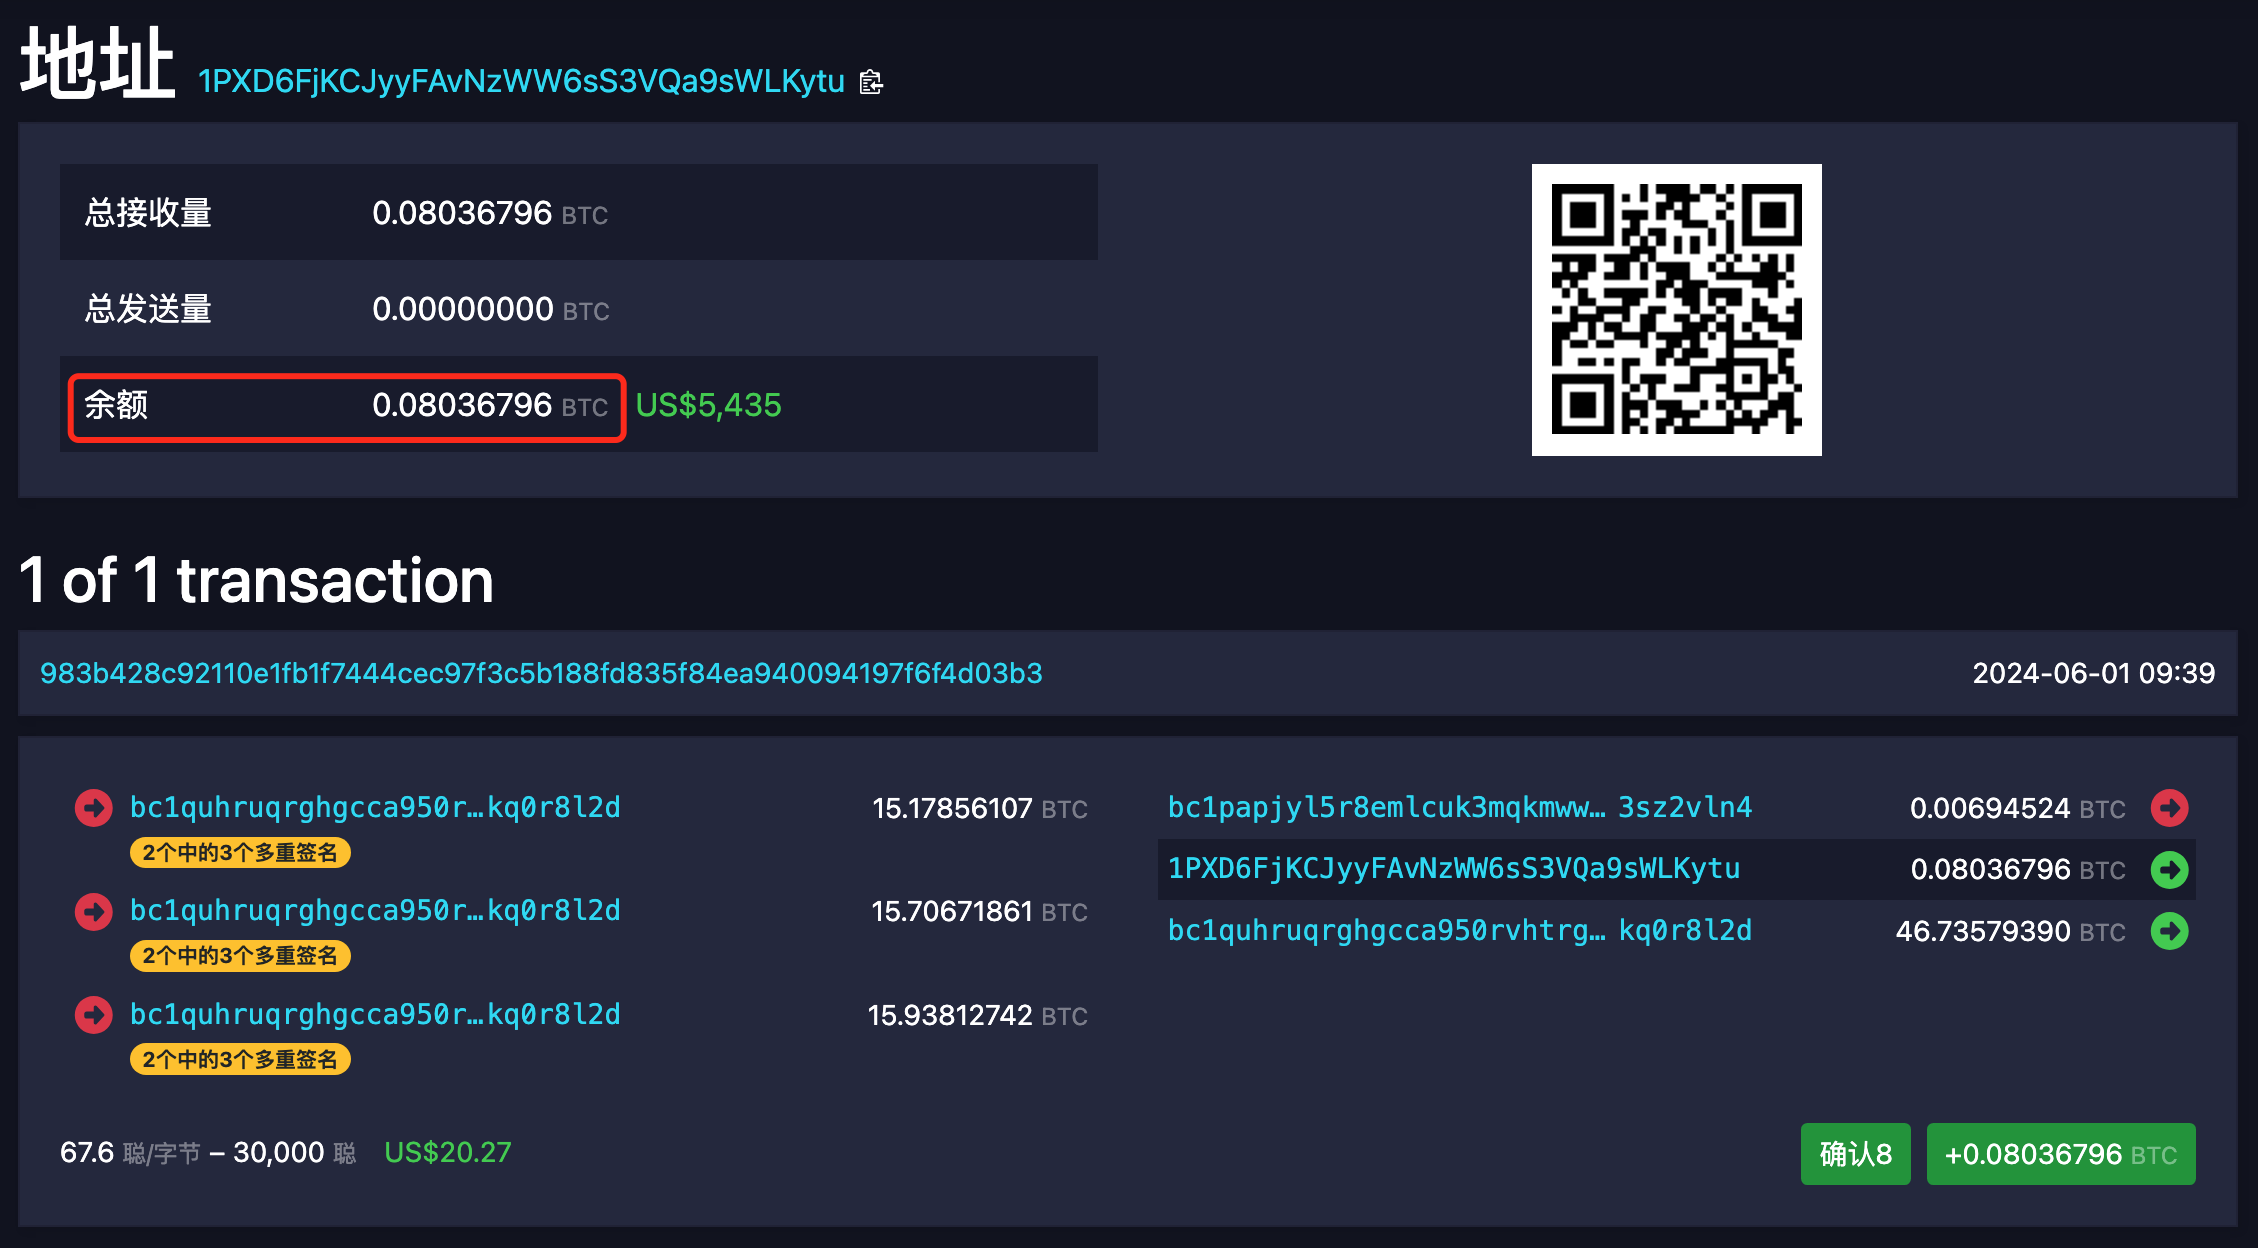 地址 1PXD6FjKCJyyFAvNzWW6sS3VQa9sWLKytu
总接收量 0.08036796 BTC
总发送量 0.00000000 BTC
余额 0.08036796 BTC US$5,435
1 of 1 transaction
983b428c92110e1fb1f7444cec97f3c5b188fd835f84ea940094197f6f4d03b3 2024-06-01 09:39
bc1quhruqrghgcca950r…kq0r8l2d 15.17856107 BTC
2个中的3个多重签名
bc1quhruqrghgcca950r…kq0r8l2d 15.70671861 BTC
2个中的3个多重签名
bc1quhruqrghgcca950r…kq0r8l2d 15.93812742 BTC
2个中的3个多重签名
bc1papjyl5r8emlcuk3mqkmww… 3sz2vln4 0.00694524 BTC
1PXD6FjKCJyyFAvNzWW6sS3VQa9sWLKytu 0.08036796 BTC
bc1quhruqrghgcca950rvhtrg… kq0r8l2d 46.73579390 BTC
67.6 聪/字节 – 30,000 聪 US$20.27
确认8 +0.08036796 BTC